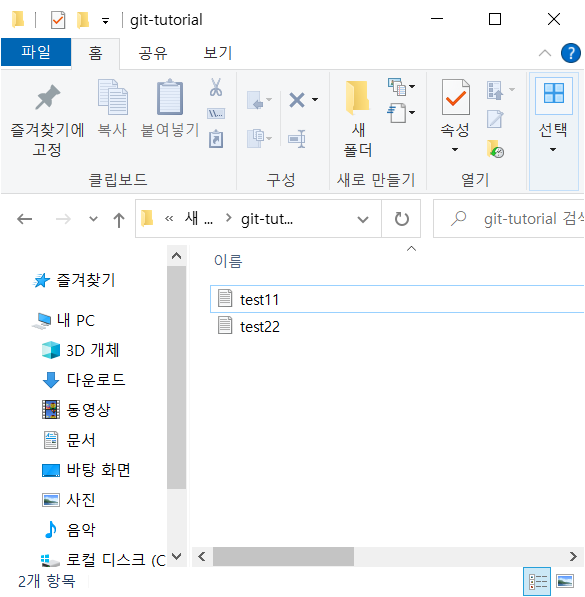 git-tutorial
파일 홈 공유 보기
즐겨찾기에 고정
복사
붙여넣기
새 폴더
속성
선택
클립보드 구성 새로 만들기 열기
« 새 ... git-tut... git-tutorial 검색
이름
즐겨찾기
test11
내 PC
test22
3D 개체
다운로드
동영상
문서
바탕 화면
사진
음악
로컬 디스크 (C
2개 항목